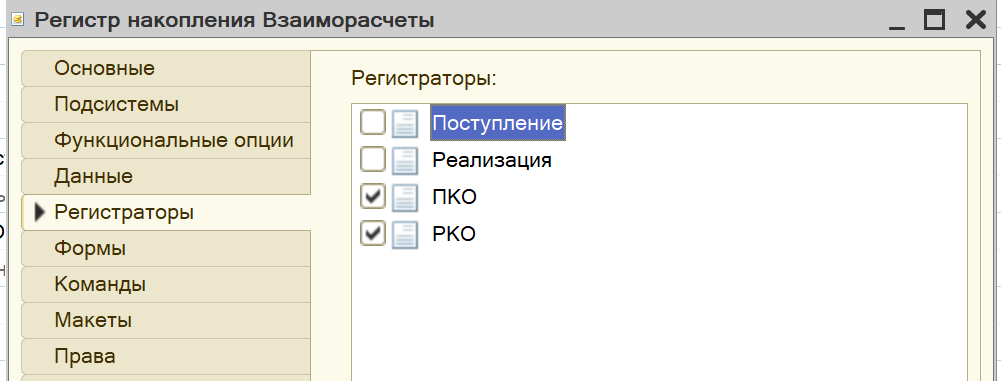 Регистр накопления Взаиморасчеты
Основные
Подсистемы
Функциональные опции
Данные
Регистраторы
Формы
Команды
Макеты
Права
Регистраторы:
Поступление
Реализация
ПКО
РКО